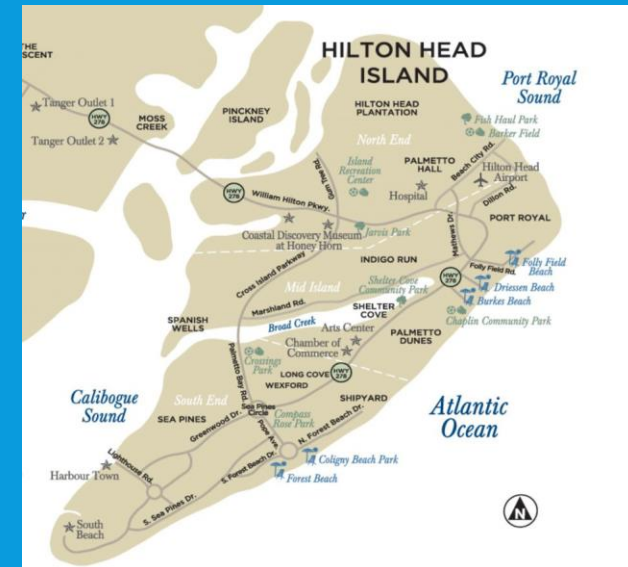 HILTON HEAD
ISLAND
Port Royal
Sound
THE
SCENT
Tanger Outlet 1
HWY
278
Tanger Outlet 2
MOSS
CREEK
PINCKNEY
ISLAND
HILTON HEAD
PLANTATION
Fish Haul Park
Barker Field
North End
Gum Tree Rd.
Island
Recreation
Center
PALMETTO
HALL
Beach City Rd.
Hilton Head
Airport
Hospital
Dillon Rd.
HWY
278
William Hilton Pkwy.
Coastal Discovery Museum
at Honey Horn
Jarvis Park
Mathews Dr.
PORT ROYAL
Cross Island Parkway
INDIGO RUN
Folly Field Rd.
Folly Field
Beach
HWY
278
Driessen Beach
Burkes Beach
Chaplin Community Park
Mid Island
Shelter Cove
Community Park
Marshland Rd.
SHELTER
COVE
SPANISH
WELLS
Broad Creek
Arts Center
Chamber of
Commerce
PALMETTO
DUNES
Palmetto Bay Rd.
Crossings
Park
LONG COVE
WEXFORD
HWY
278
Calibogue
Sound
South End
SEA PINES
Sea Pines
Circle
Compass
Rose Park
SHIPYARD
Atlantic
Ocean
Greenwood Dr.
Pope Ave.
N. Forest Beach Dr.
Lighthouse Rd.
Harbour Town
S. Forest Beach Dr.
Coligny Beach Park
Forest Beach
S. Sea Pines Dr.
South
Beach
N